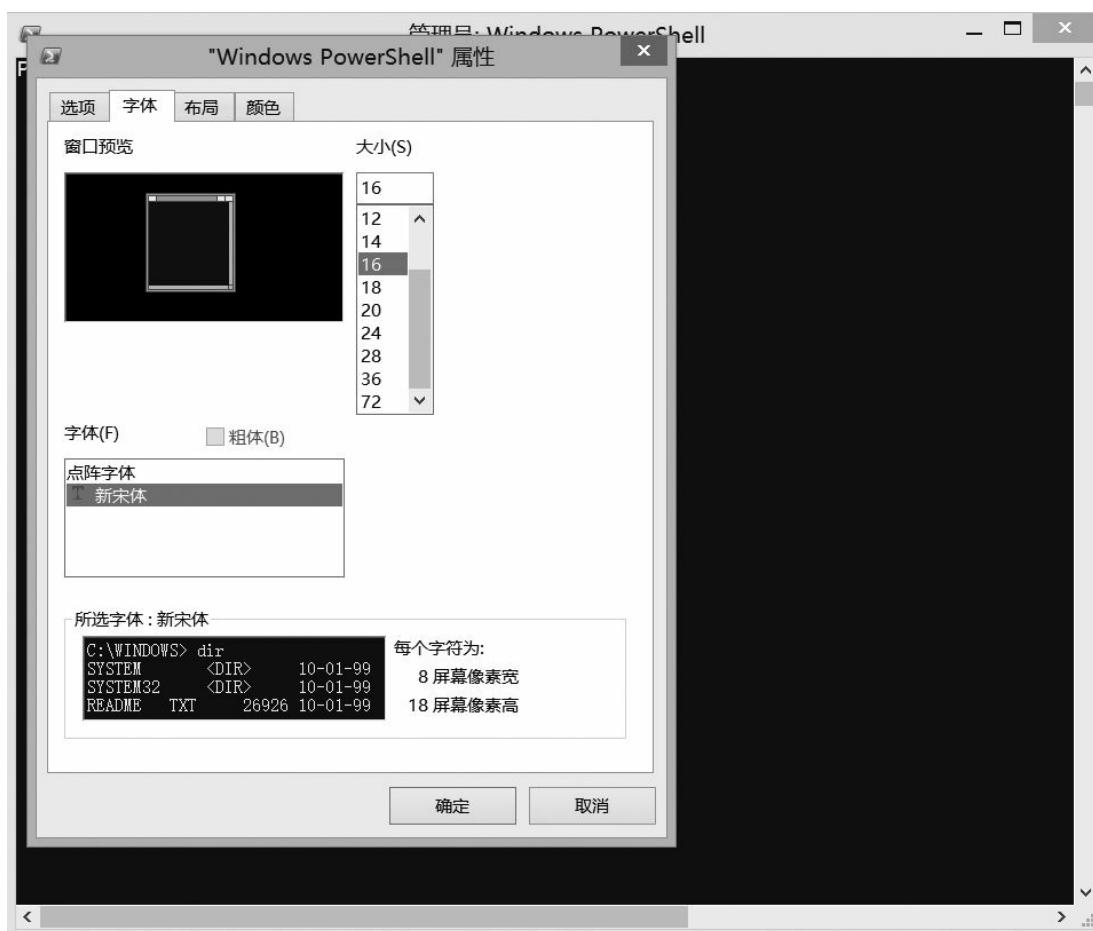 管理员: Windows PowerShell
"Windows PowerShell" 属性
选项 字体 布局 颜色
窗口预览
大小(S)
16
12
14
16
18
20
24
28
36
72
字体(F)
粗体(B)
点阵字体
新宋体
所选字体 : 新宋体
C:\WINDOWS> dir
SYSTEM <DIR> 10-01-99
SYSTEM32 <DIR> 10-01-99
README TXT 26926 10-01-99
每个字符为:
8 屏幕像素宽
18 屏幕像素高
确定 取消